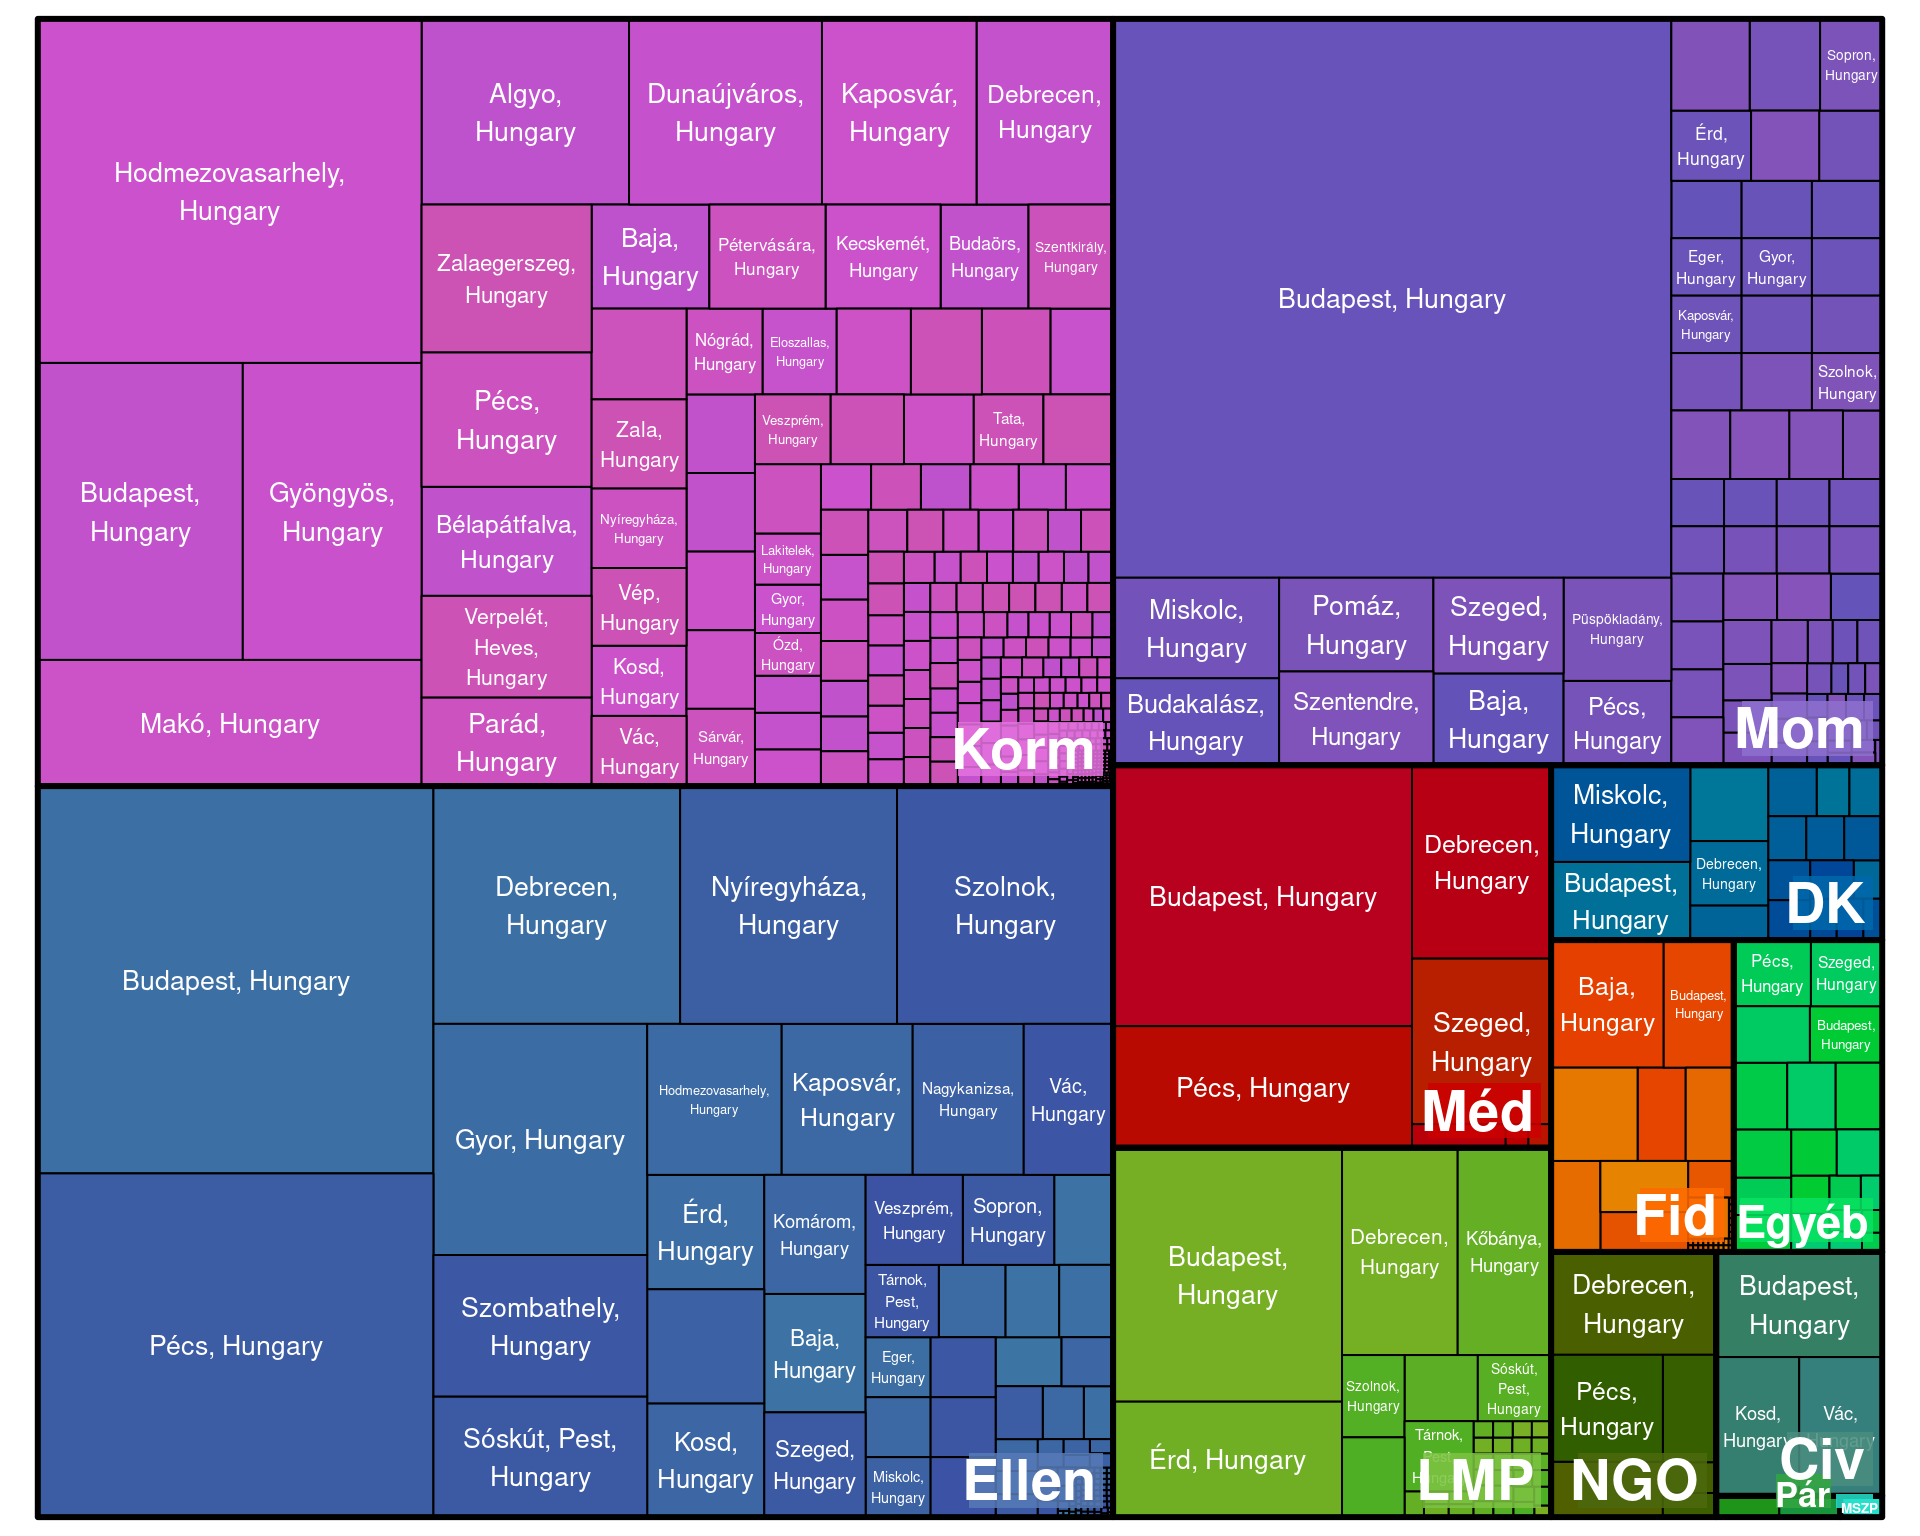 Hodmezovasarhely,
Hungary
Algyo,
Hungary
Dunaújváros,
Hungary
Kaposvár,
Hungary
Debrecen,
Hungary
Zalaegerszeg,
Hungary
Baja,
Hungary
Pétervására,
Hungary
Kecskemét,
Hungary
Budaörs,
Hungary
Szentkirály,
Hungary
Nógrád,
Hungary
Eloszallas,
Hungary
Budapest,
Hungary
Gyöngyös,
Hungary
Pécs,
Hungary
Zala,
Hungary
Veszprém,
Hungary
Tata,
Hungary
Bélapátfalva,
Hungary
Nyíregyháza,
Hungary
Lakitelek,
Hungary
Verpelét,
Heves,
Hungary
Vép,
Hungary
Gyor,
Hungary
Ózd,
Hungary
Kosd,
Hungary
Makó, Hungary
Parád,
Hungary
Vác,
Hungary
Sárvár,
Hungary
Korm
Budapest, Hungary
Sopron,
Hungary
Érd,
Hungary
Eger,
Hungary
Gyor,
Hungary
Kaposvár,
Hungary
Szolnok,
Hungary
Miskolc,
Hungary
Pomáz,
Hungary
Szeged,
Hungary
Püspökladány,
Hungary
Budakalász,
Hungary
Szentendre,
Hungary
Baja,
Hungary
Pécs,
Hungary
Mom
Budapest, Hungary
Debrecen,
Hungary
Nyíregyháza,
Hungary
Szolnok,
Hungary
Gyor, Hungary
Hodmezovasarhely,
Hungary
Kaposvár,
Hungary
Nagykanizsa,
Hungary
Vác,
Hungary
Pécs, Hungary
Érd,
Hungary
Komárom,
Hungary
Veszprém,
Hungary
Sopron,
Hungary
Szombathely,
Hungary
Tárnok,
Pest,
Hungary
Baja,
Hungary
Eger,
Hungary
Sóskút, Pest,
Hungary
Kosd,
Hungary
Szeged,
Hungary
Miskolc,
Hungary
Ellen
Budapest, Hungary
Debrecen,
Hungary
Szeged,
Hungary
Pécs, Hungary
Méd
Miskolc,
Hungary
Debrecen,
Hungary
Budapest,
Hungary
DK
Baja,
Hungary
Budapest,
Hungary
Fid
Pécs,
Hungary
Szeged,
Hungary
Budapest,
Hungary
Egyéb
Budapest,
Hungary
Debrecen,
Hungary
Kőbánya,
Hungary
Szolnok,
Hungary
Sóskút,
Pest,
Hungary
Érd, Hungary
Tárnok,
Pest,
Hungary
LMP
Debrecen,
Hungary
Pécs,
Hungary
NGO
Budapest,
Hungary
Kosd,
Hungary
Vác,
Hungary
Civ
Pár
MSZP